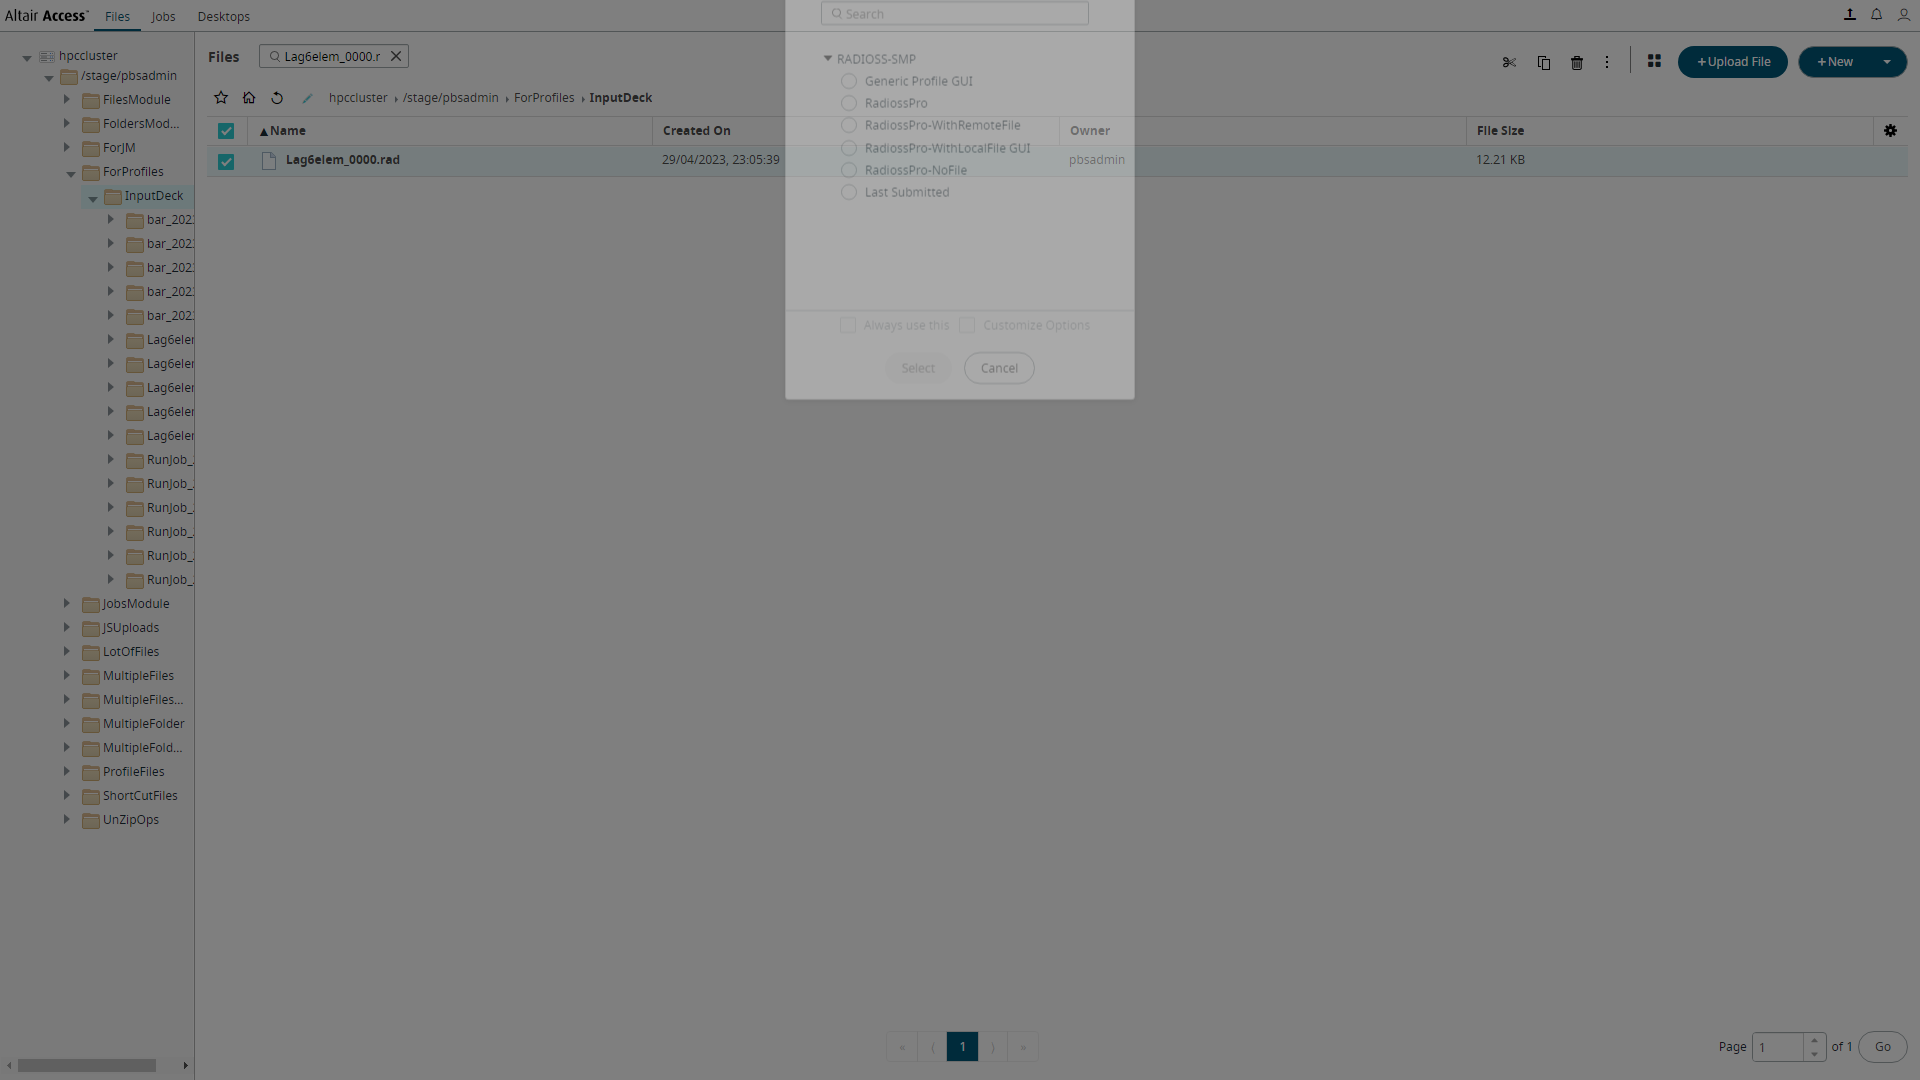 Altair Access™ Files Jobs Desktops
hpccluster
/stage/pbsadmin
FilesModule
FoldersMod...
ForJM
ForProfiles
InputDeck
bar_202
bar_202
bar_202
bar_202
bar_202
Lag6eler
Lag6eler
Lag6eler
Lag6eler
Lag6eler
RunJob_
RunJob_
RunJob_
RunJob_
RunJob_
RunJob_
JobsModule
JSUploads
LotOfFiles
MultipleFiles
MultipleFiles...
MultipleFolder
MultipleFold...
ProfileFiles
ShortCutFiles
UnZipOps
Files Lag6elem_0000.r
+Upload File +New
hpccluster › /stage/pbsadmin › ForProfiles › InputDeck
Name Created On Owner File Size
Lag6elem_0000.rad 29/04/2023, 23:05:39 pbsadmin 12.21 KB
Search
RADIOSS-SMP
Generic Profile GUI
RadiossPro
RadiossPro-WithRemoteFile
RadiossPro-WithLocalFile GUI
RadiossPro-NoFile
Last Submitted
Always use this Customize Options
Select Cancel
« ⟨ 1 ⟩ »
Page 1 of 1 Go